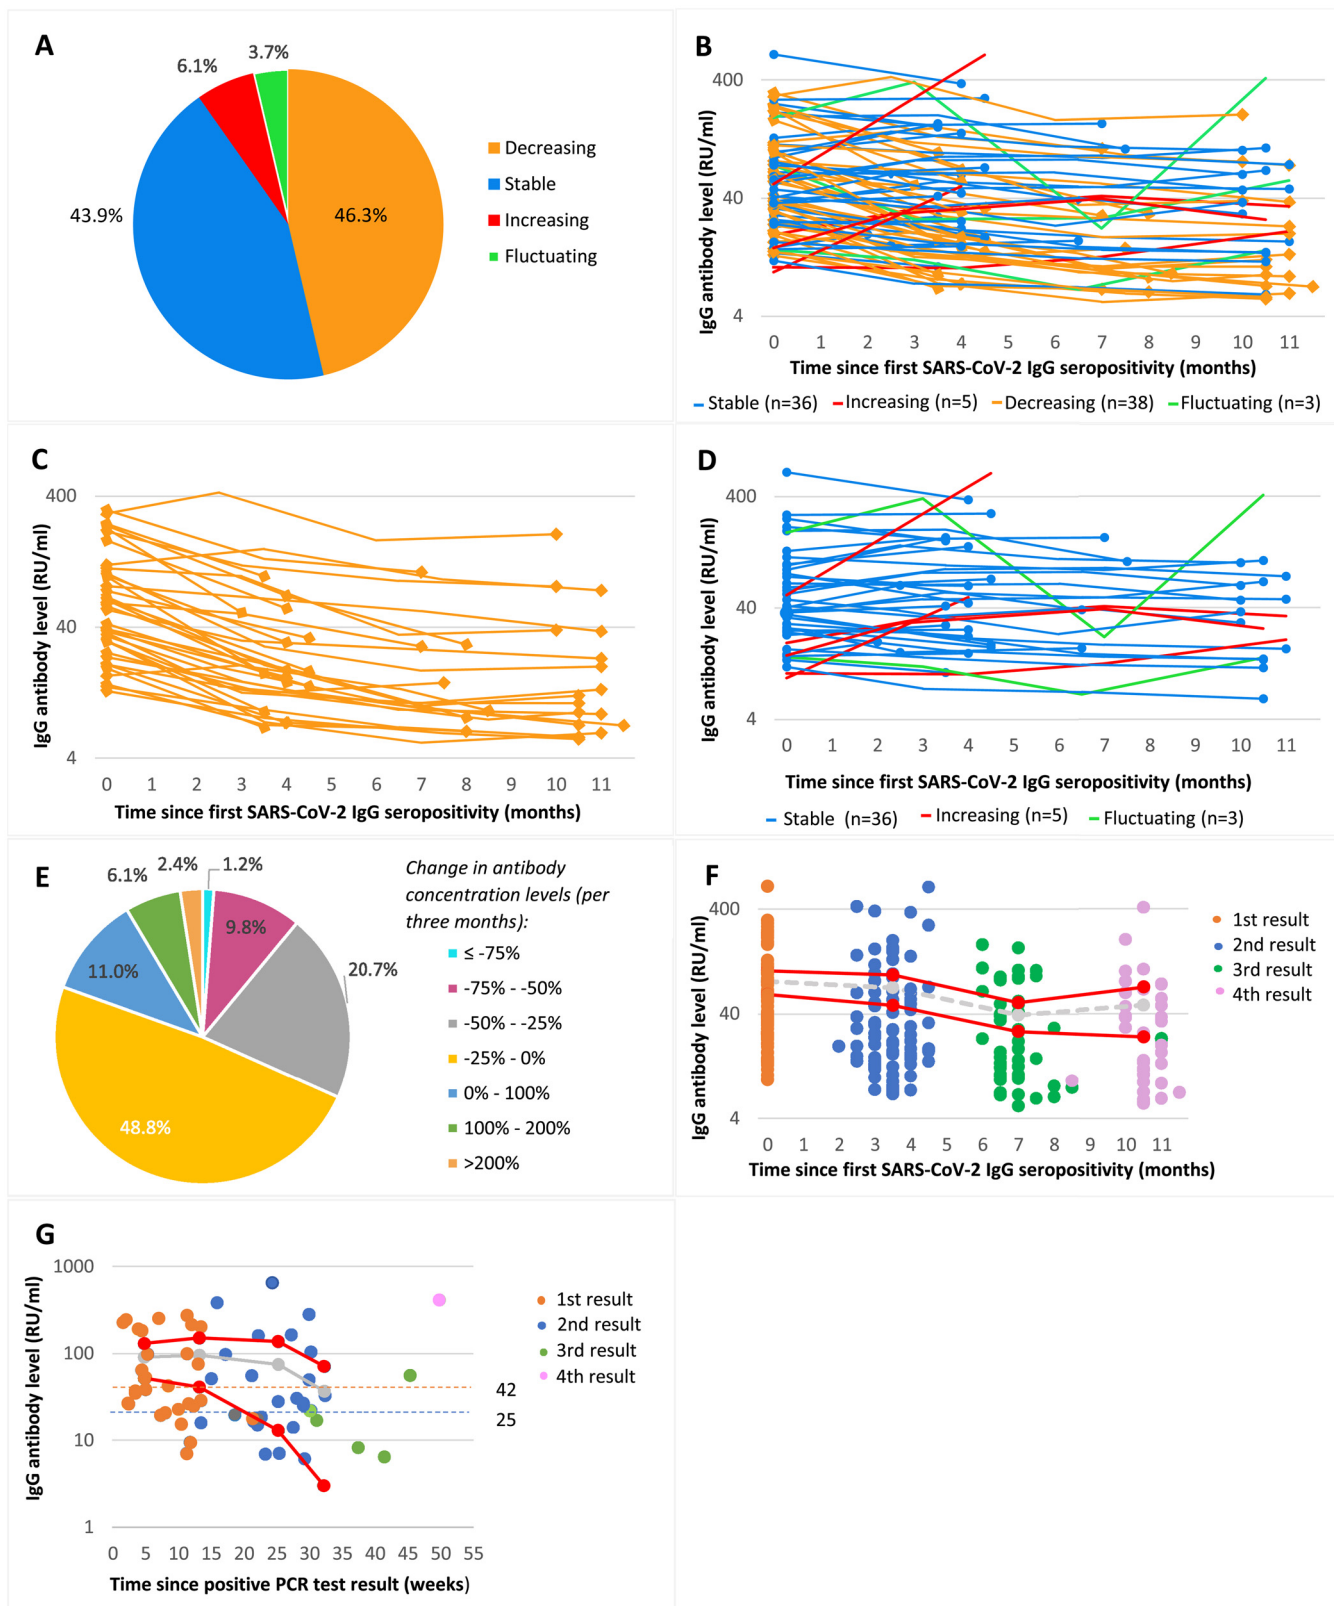 A
3.7%
6.1%
43.9%
46.3%
Decreasing
Stable
Increasing
Fluctuating
B
IgG antibody level (RU/ml)
400
40
4
0 1 2 3 4 5 6 7 8 9 10 11
Time since first SARS-CoV-2 IgG seropositivity (months)
Stable (n=36) Increasing (n=5) Decreasing (n=38) Fluctuating (n=3)
C
IgG antibody level (RU/ml)
400
40
4
0 1 2 3 4 5 6 7 8 9 10 11
Time since first SARS-CoV-2 IgG seropositivity (months)
D
IgG antibody level (RU/ml)
400
40
4
0 1 2 3 4 5 6 7 8 9 10 11
Time since first SARS-CoV-2 IgG seropositivity (months)
Stable (n=36) Increasing (n=5) Fluctuating (n=3)
E
6.1%
2.4%
1.2%
9.8%
11.0%
20.7%
48.8%
Change in antibody
concentration levels (per
three months):
≤ -75%
-75% - -50%
-50% - -25%
-25% - 0%
0% - 100%
100% - 200%
>200%
F
IgG antibody level (RU/ml)
400
40
4
0 1 2 3 4 5 6 7 8 9 10 11
Time since first SARS-CoV-2 IgG seropositivity (months)
1st result
2nd result
3rd result
4th result
G
IgG antibody level (RU/ml)
1000
100
10
1
42
25
0 5 10 15 20 25 30 35 40 45 50 55
Time since positive PCR test result (weeks)
1st result
2nd result
3rd result
4th result